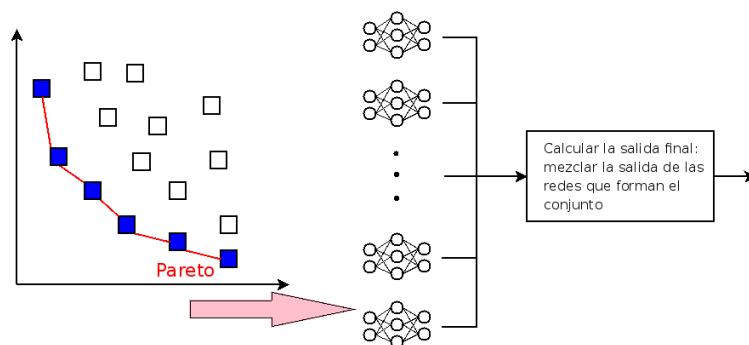 Pareto
Calcular la salida final:
mezclar la salida de las
redes que forman el
conjunto